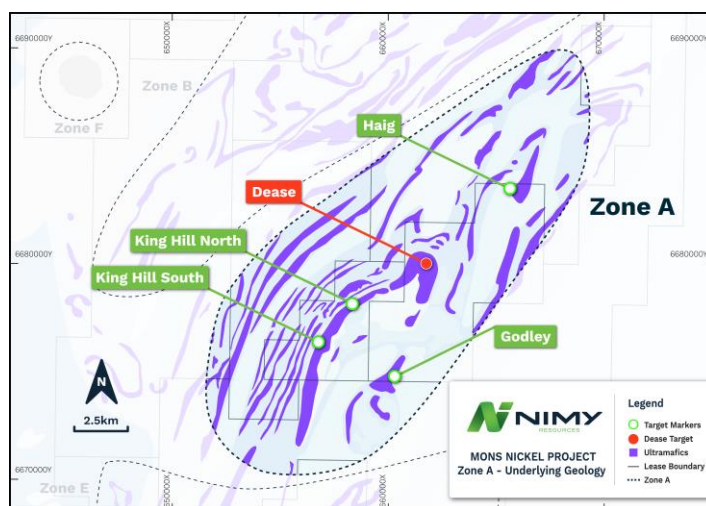 650000X
660000X
670000X
6690000Y
6690000Y
Zone B
Zone F
Haig
Dease
Zone A
King Hill North
6680000Y
6680000Y
King Hill South
Godley
N
2.5km
NIMY
RESOURCES
MONS NICKEL PROJECT
Zone A - Underlying Geology
Legend
Target Markers
Dease Target
Ultramafics
Lease Boundary
Zone A
6670000Y
Zone E
650000X
660000X